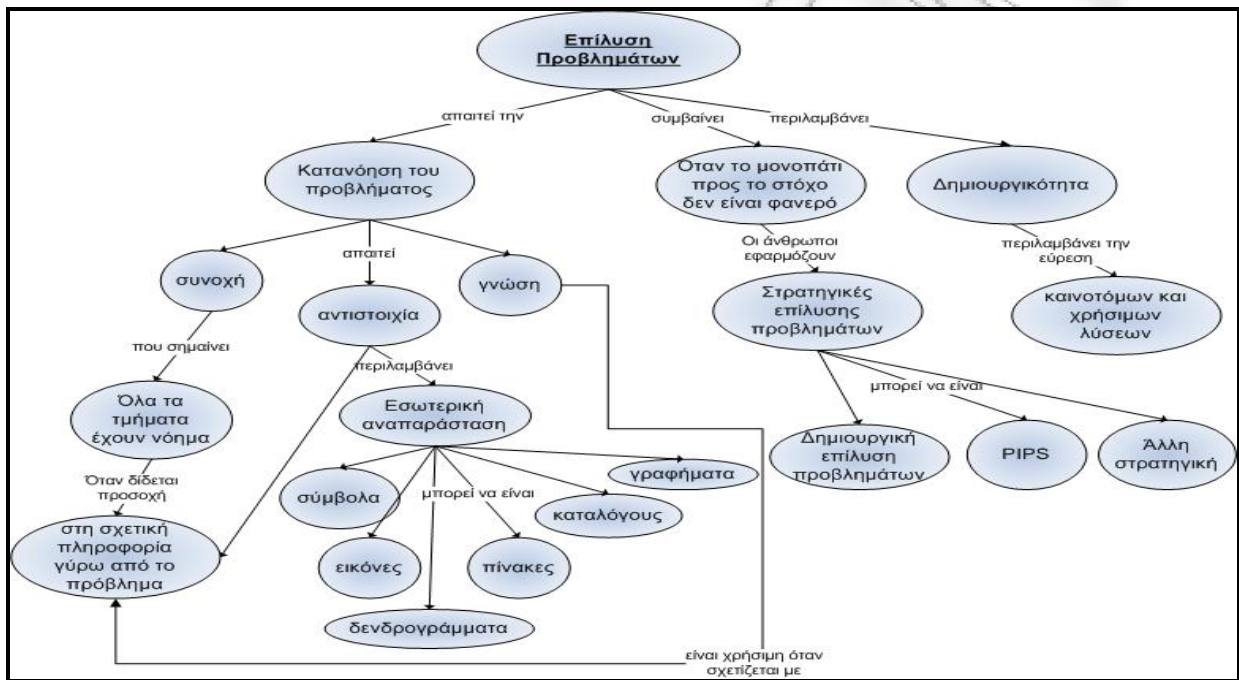 Επίλυση
Προβλημάτων
απαιτεί την
συμβαίνει
περιλαμβάνει
Κατανόηση του
προβλήματος
Όταν το μονοπάτι
προς το στόχο
δεν είναι φανερό
Δημιουργικότητα
απαιτεί
Οι άνθρωποι
εφαρμόζουν
περιλαμβάνει την
εύρεση
συνοχή
αντιστοιχία
γνώση
Στρατηγικές
επίλυσης
προβλημάτων
καινοτόμων και
χρήσιμων
λύσεων
που σημαίνει
περιλαμβάνει
μπορεί να είναι
Όλα τα
τμήματα
έχουν νόημα
Εσωτερική
αναπαράσταση
Δημιουργική
επίλυση
προβλημάτων
PIPS
Άλλη
στρατηγική
Όταν δίδεται
προσοχή
σύμβολα
μπορεί να είναι
γραφήματα
καταλόγους
στη σχετική
πληροφορία
γύρω από το
πρόβλημα
εικόνες
πίνακες
δενδρογράμματα
είναι χρήσιμη όταν
σχετίζεται με